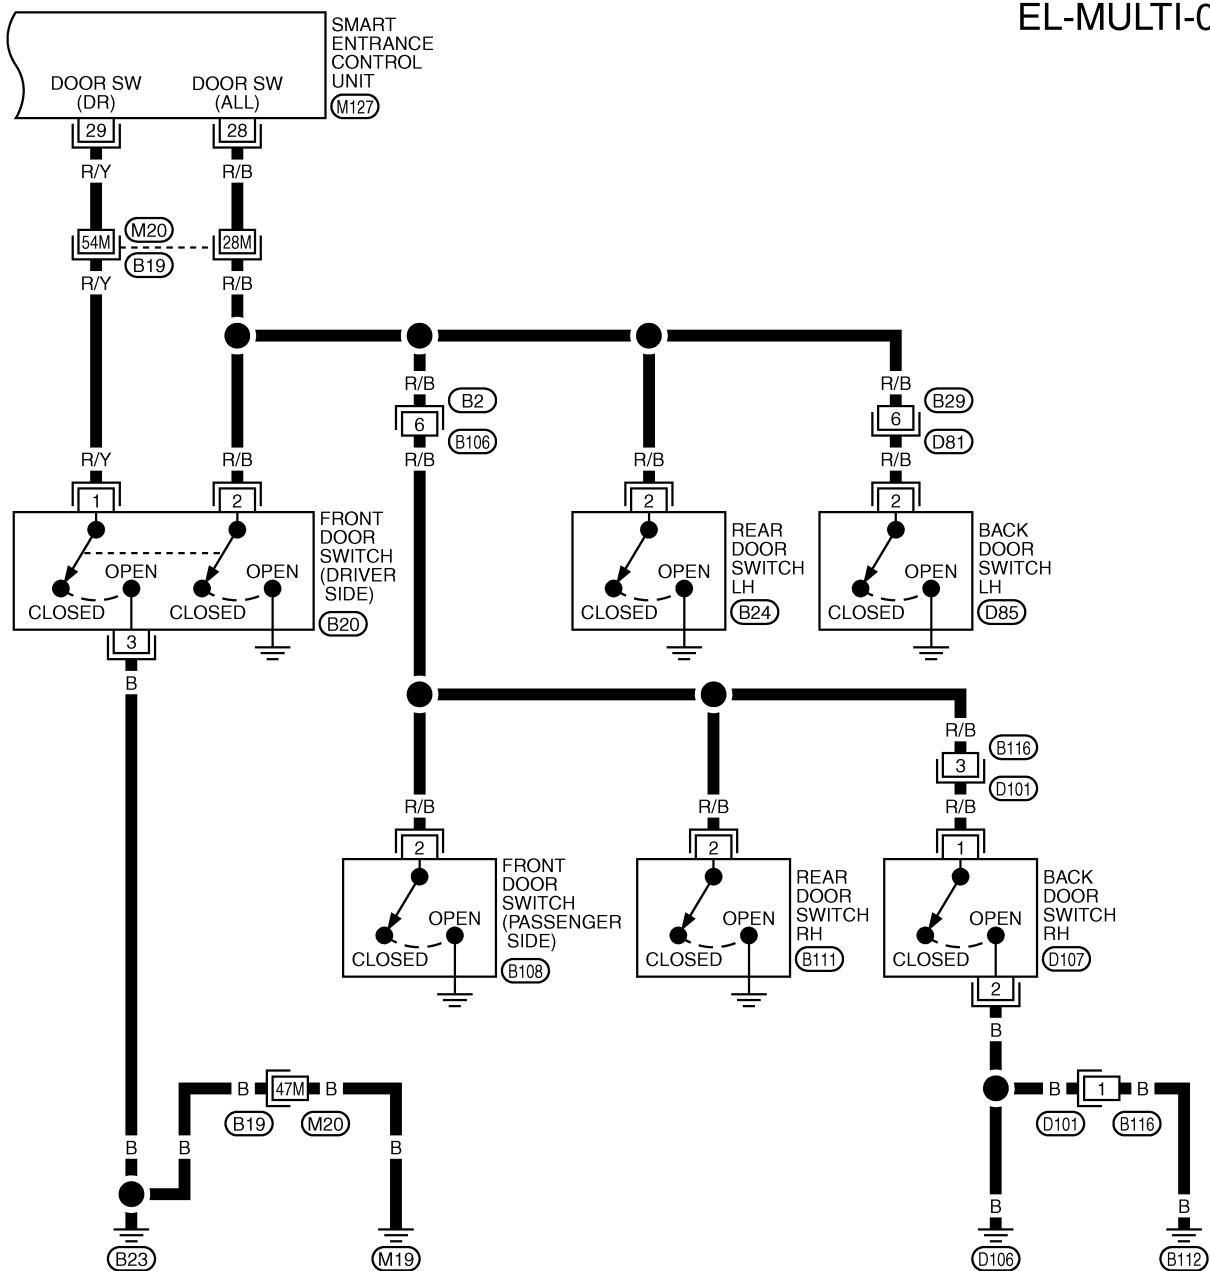 EL-MULTI-0
SMART
ENTRANCE
CONTROL
UNIT
M127
DOOR SW
(DR)
DOOR SW
(ALL)
29
28
R/Y
R/B
54M
M20
B19
28M
R/Y
R/B
R/B
B2
6
B106
R/B
R/B
B29
6
D81
R/B
R/Y
R/B
R/B
1
2
2
2
FRONT
DOOR
SWITCH
(DRIVER
SIDE)
B20
OPEN
CLOSED
OPEN
CLOSED
3
B
REAR
DOOR
SWITCH
LH
B24
OPEN
CLOSED
BACK
DOOR
SWITCH
LH
D85
OPEN
CLOSED
R/B
B116
3
D101
R/B
R/B
R/B
2
2
1
FRONT
DOOR
SWITCH
(PASSENGER
SIDE)
B108
OPEN
CLOSED
REAR
DOOR
SWITCH
RH
B111
OPEN
CLOSED
BACK
DOOR
SWITCH
RH
D107
OPEN
CLOSED
2
B
B
47M
B
B19
M20
B
1
B
D101
B116
B
B
B
B
B
B23
M19
D106
B112